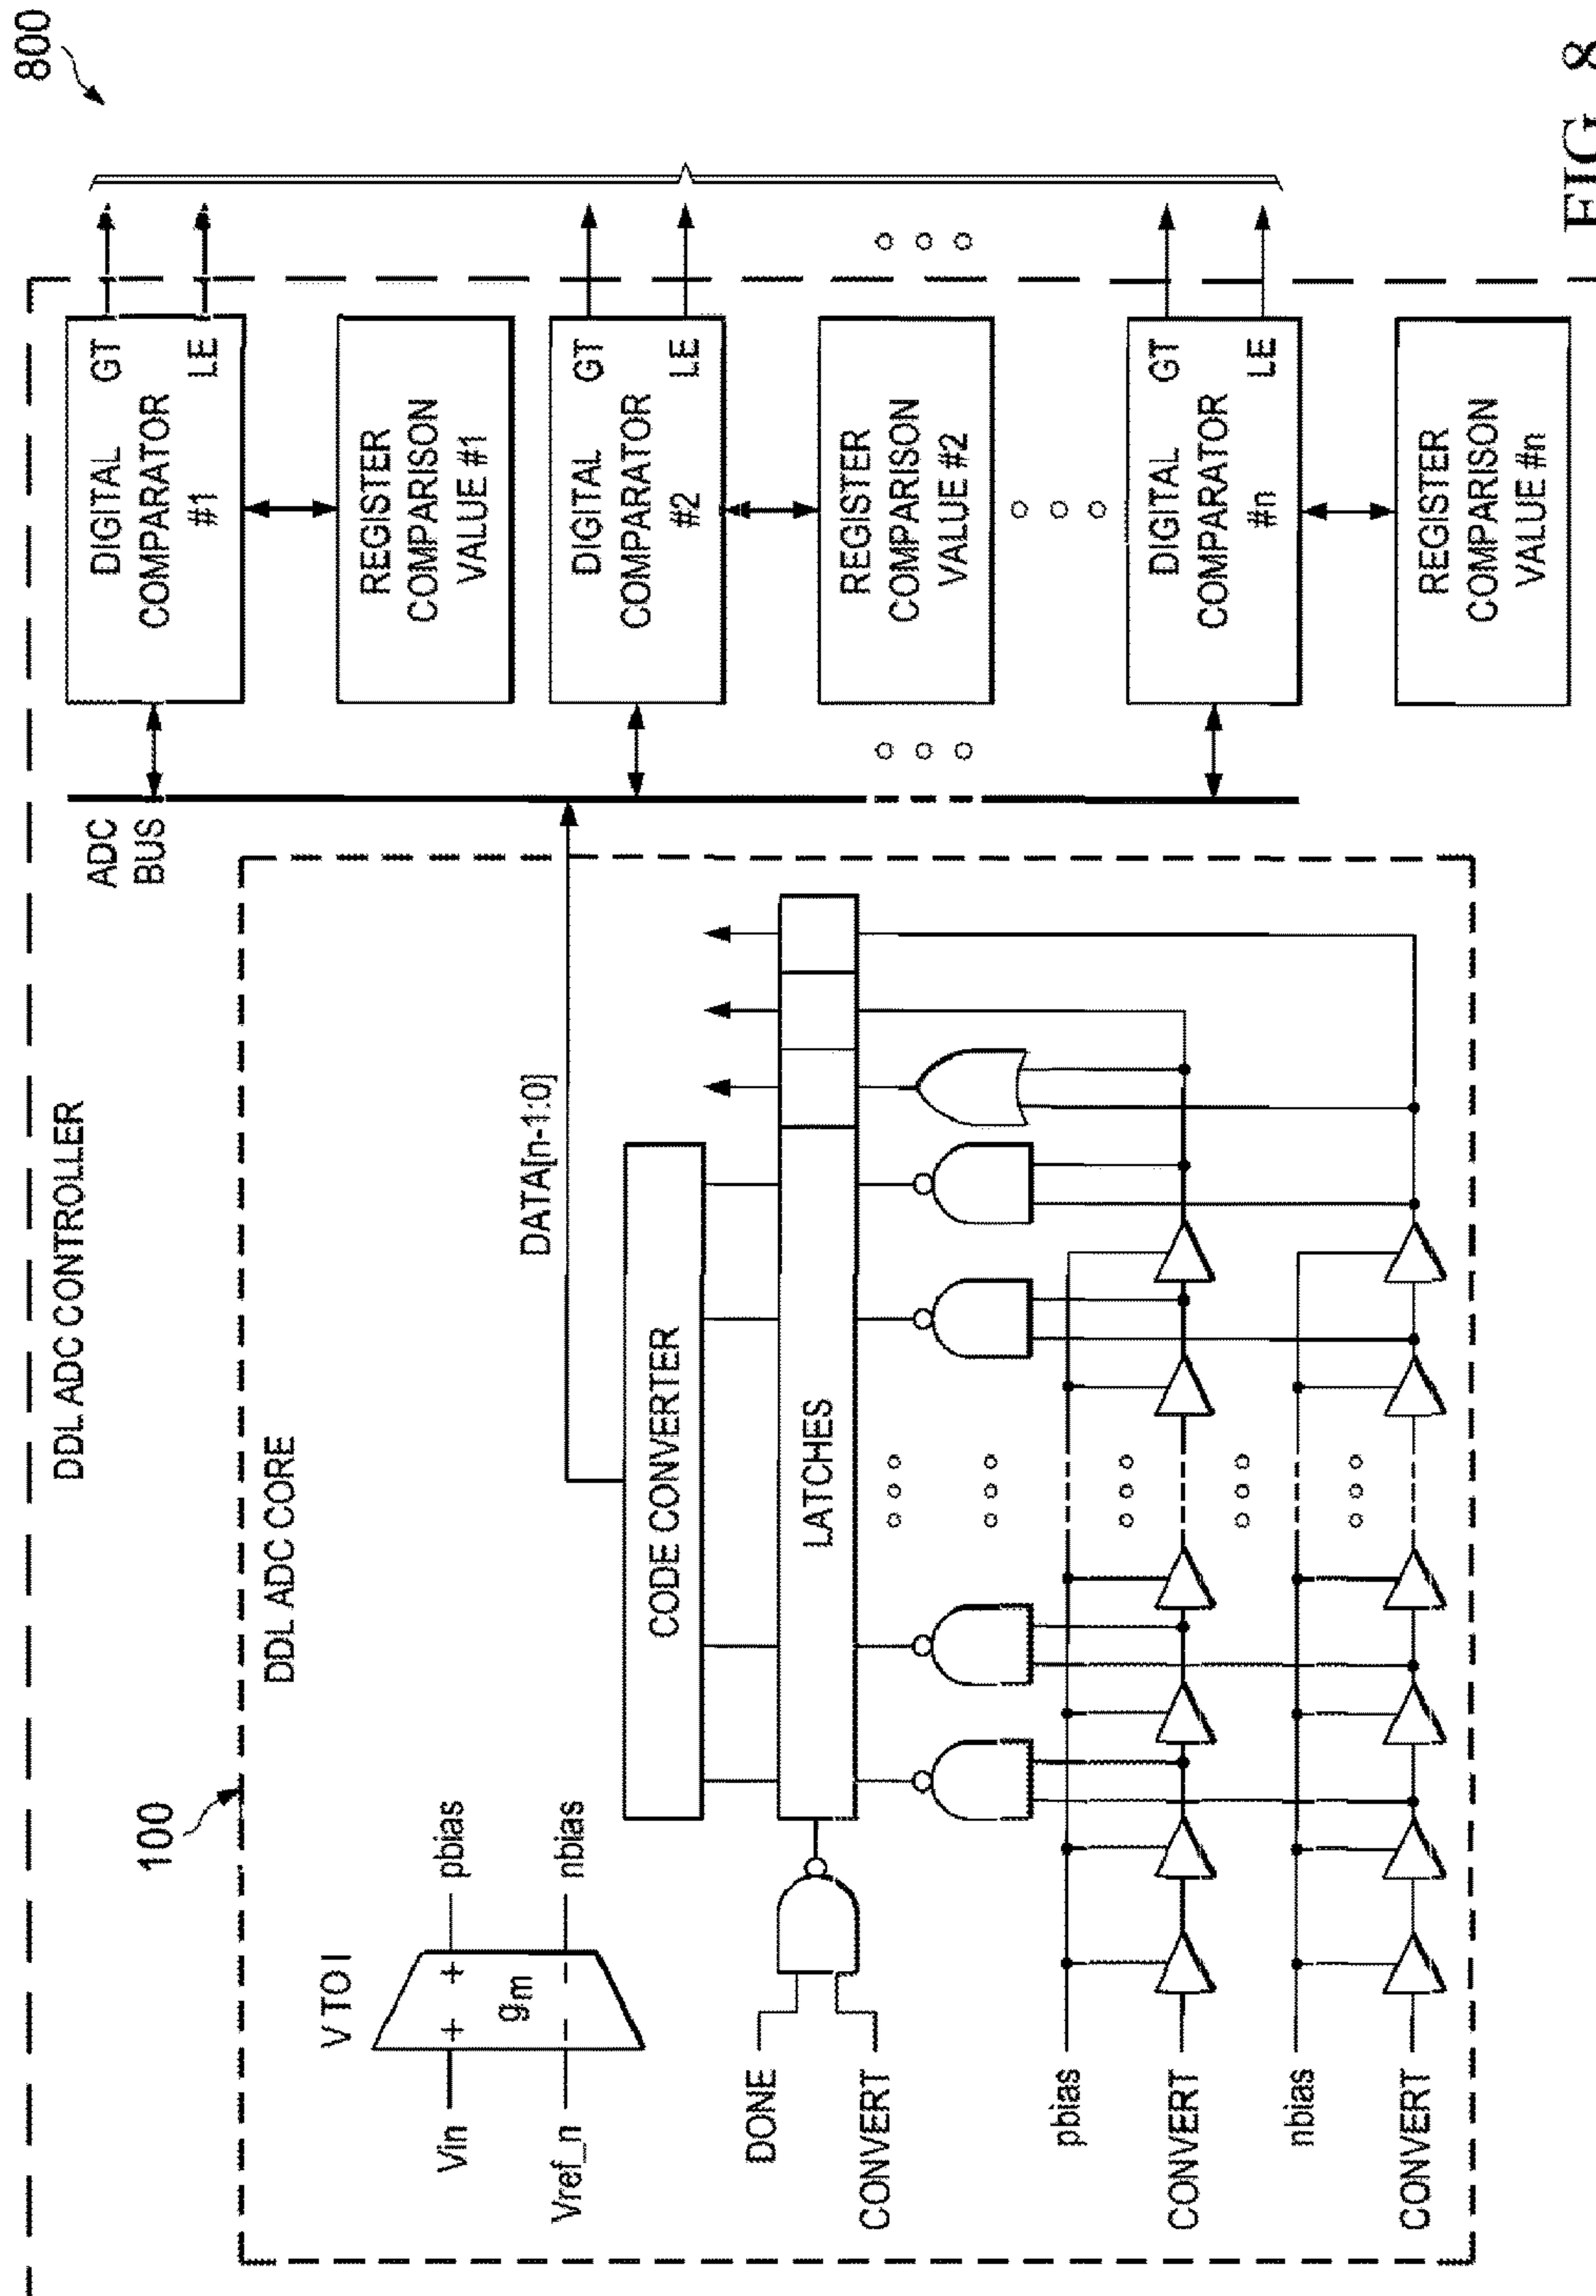 800
DDL ADC CONTROLLER
ADC
BUS
DIGITAL
COMPARATOR
#1
GT
LE
REGISTER
COMPARISON
VALUE #1
DIGITAL
COMPARATOR
#2
GT
LE
REGISTER
COMPARISON
VALUE #2
DIGITAL
COMPARATOR
#n
GT
LE
REGISTER
COMPARISON
VALUE #n
100
DDL ADC CORE
V TO I
Vin
+
+
pbias
gm
Vref_n
−
−
nbias
DATA[n-1:0]
CODE CONVERTER
LATCHES
DONE
CONVERT
pbias
CONVERT
nbias
CONVERT
FIG. 8